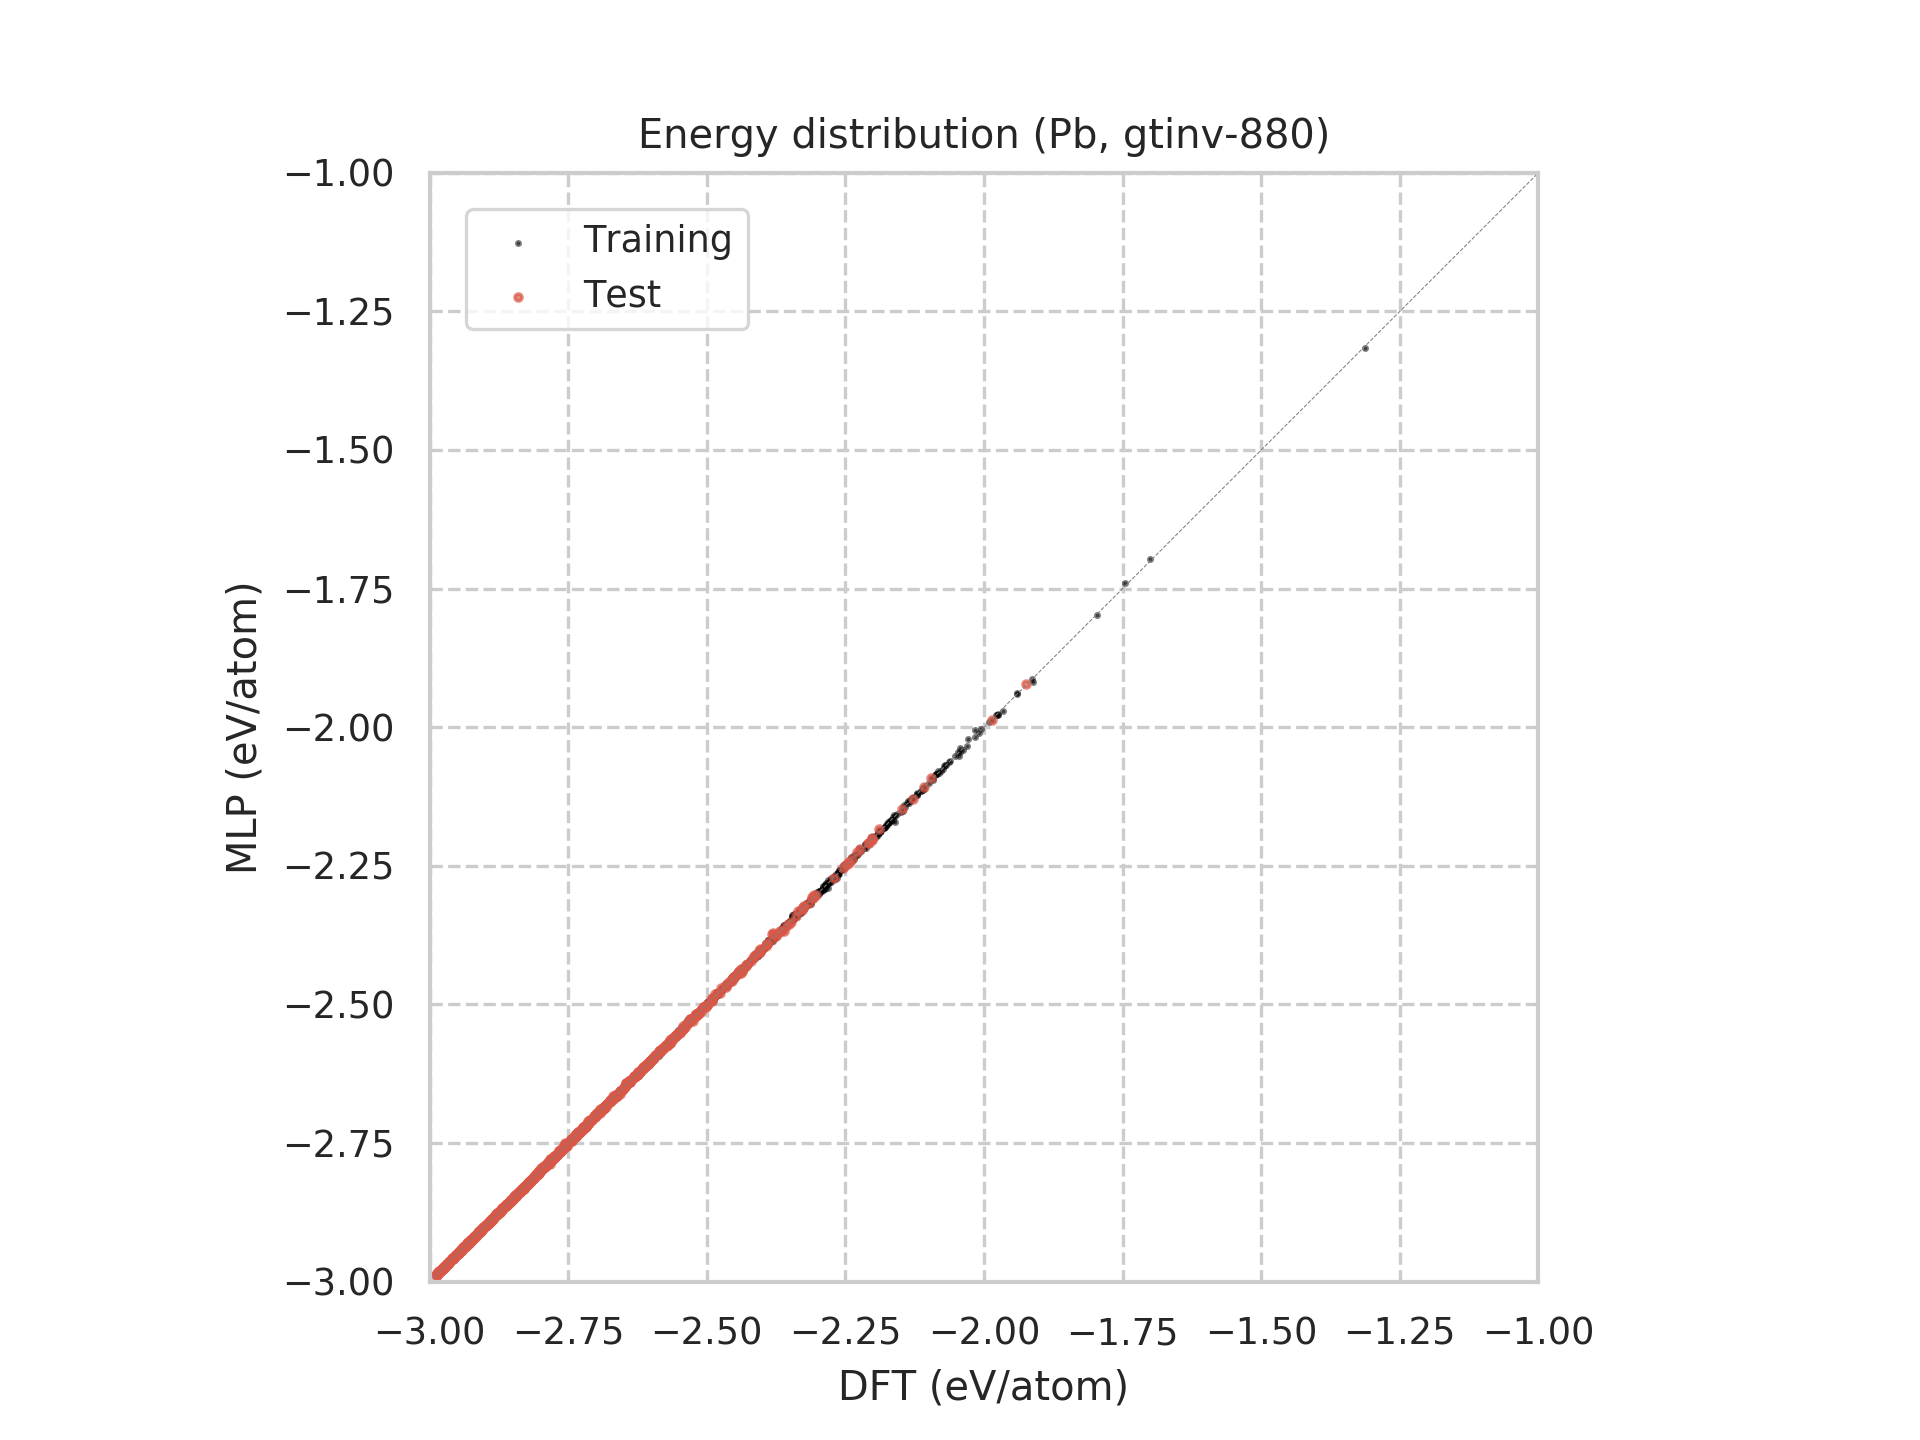 Energy distribution (Pb, gtinv-880)
−1.00
−1.25
−1.50
−1.75
−2.00
−2.25
−2.50
−2.75
−3.00
MLP (eV/atom)
Training
Test
−3.00 −2.75 −2.50 −2.25 −2.00 −1.75 −1.50 −1.25 −1.00
DFT (eV/atom)